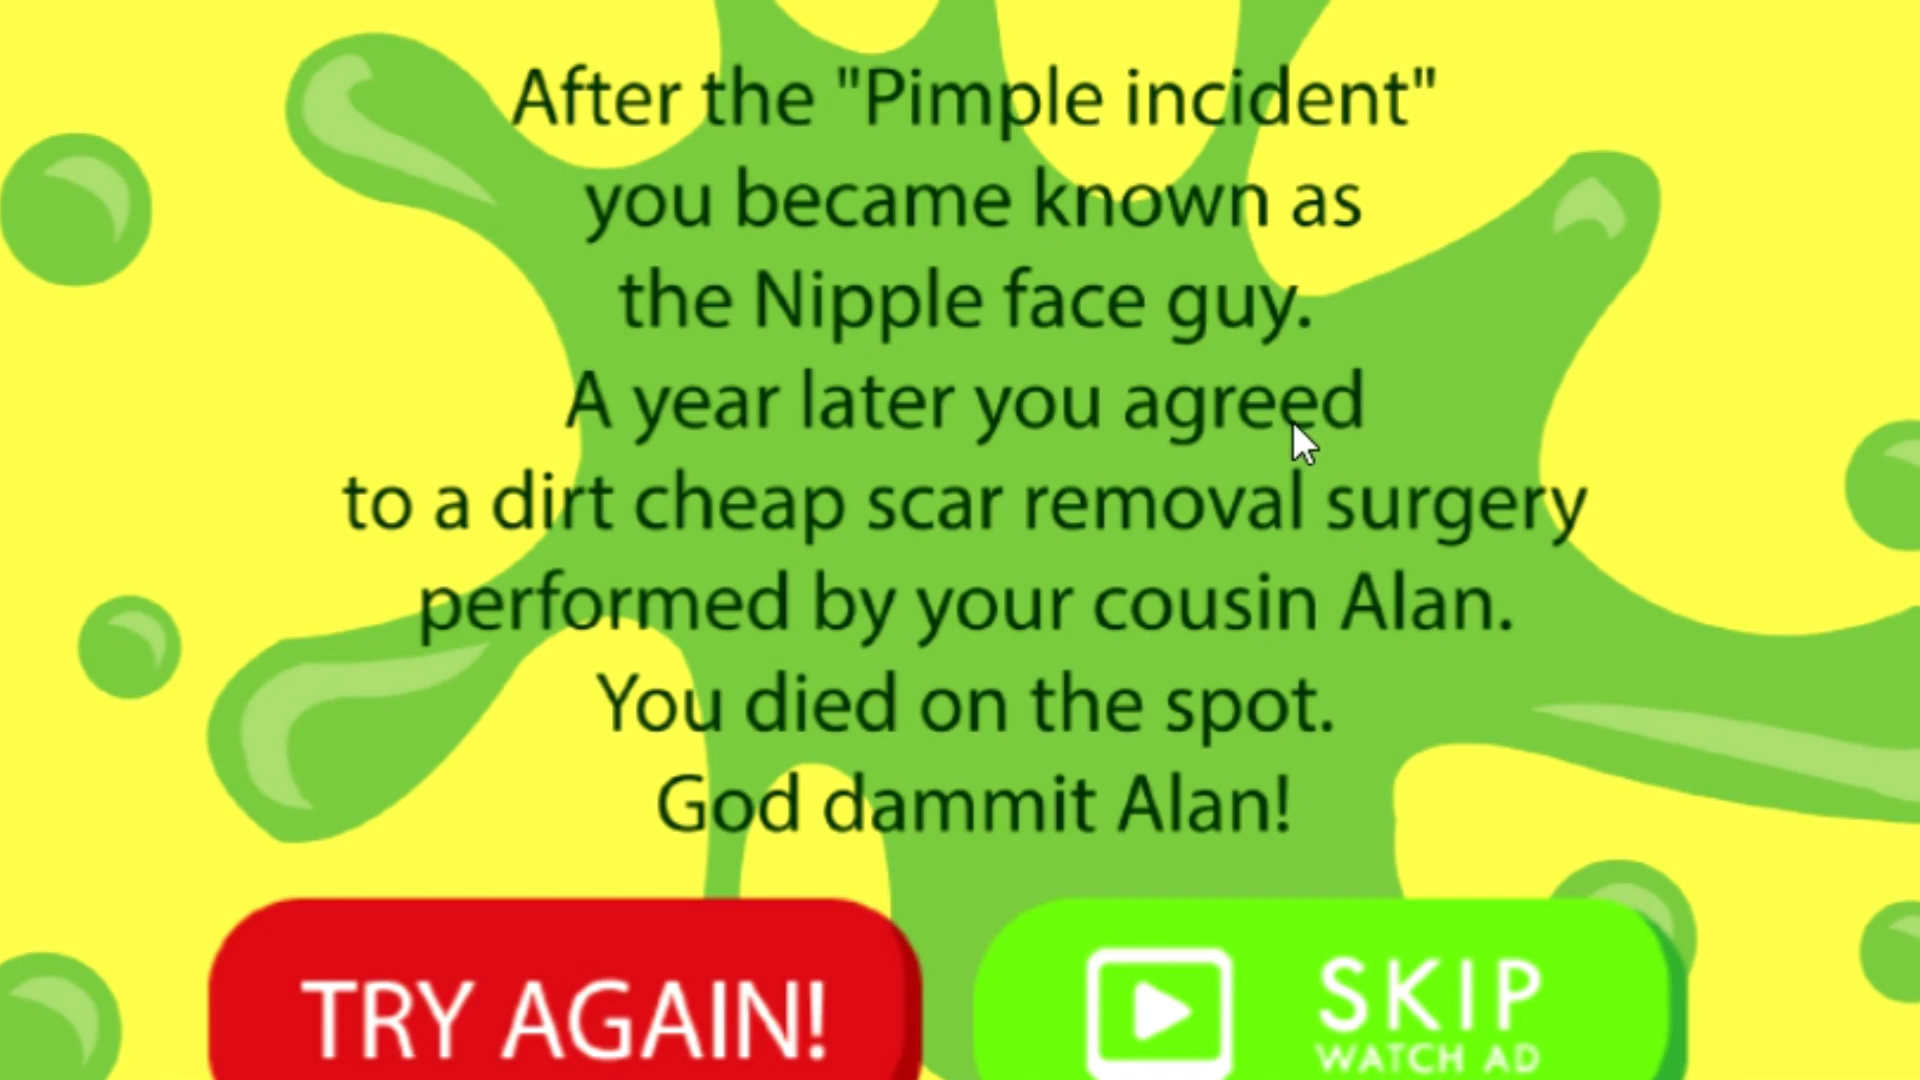 After the "Pimple incident"
you became known as
the Nipple face guy.
A year later you agreed
to a dirt cheap scar removal surgery
performed by your cousin Alan.
You died on the spot.
God dammit Alan!
TRY AGAIN!
SKIP
WATCH AD